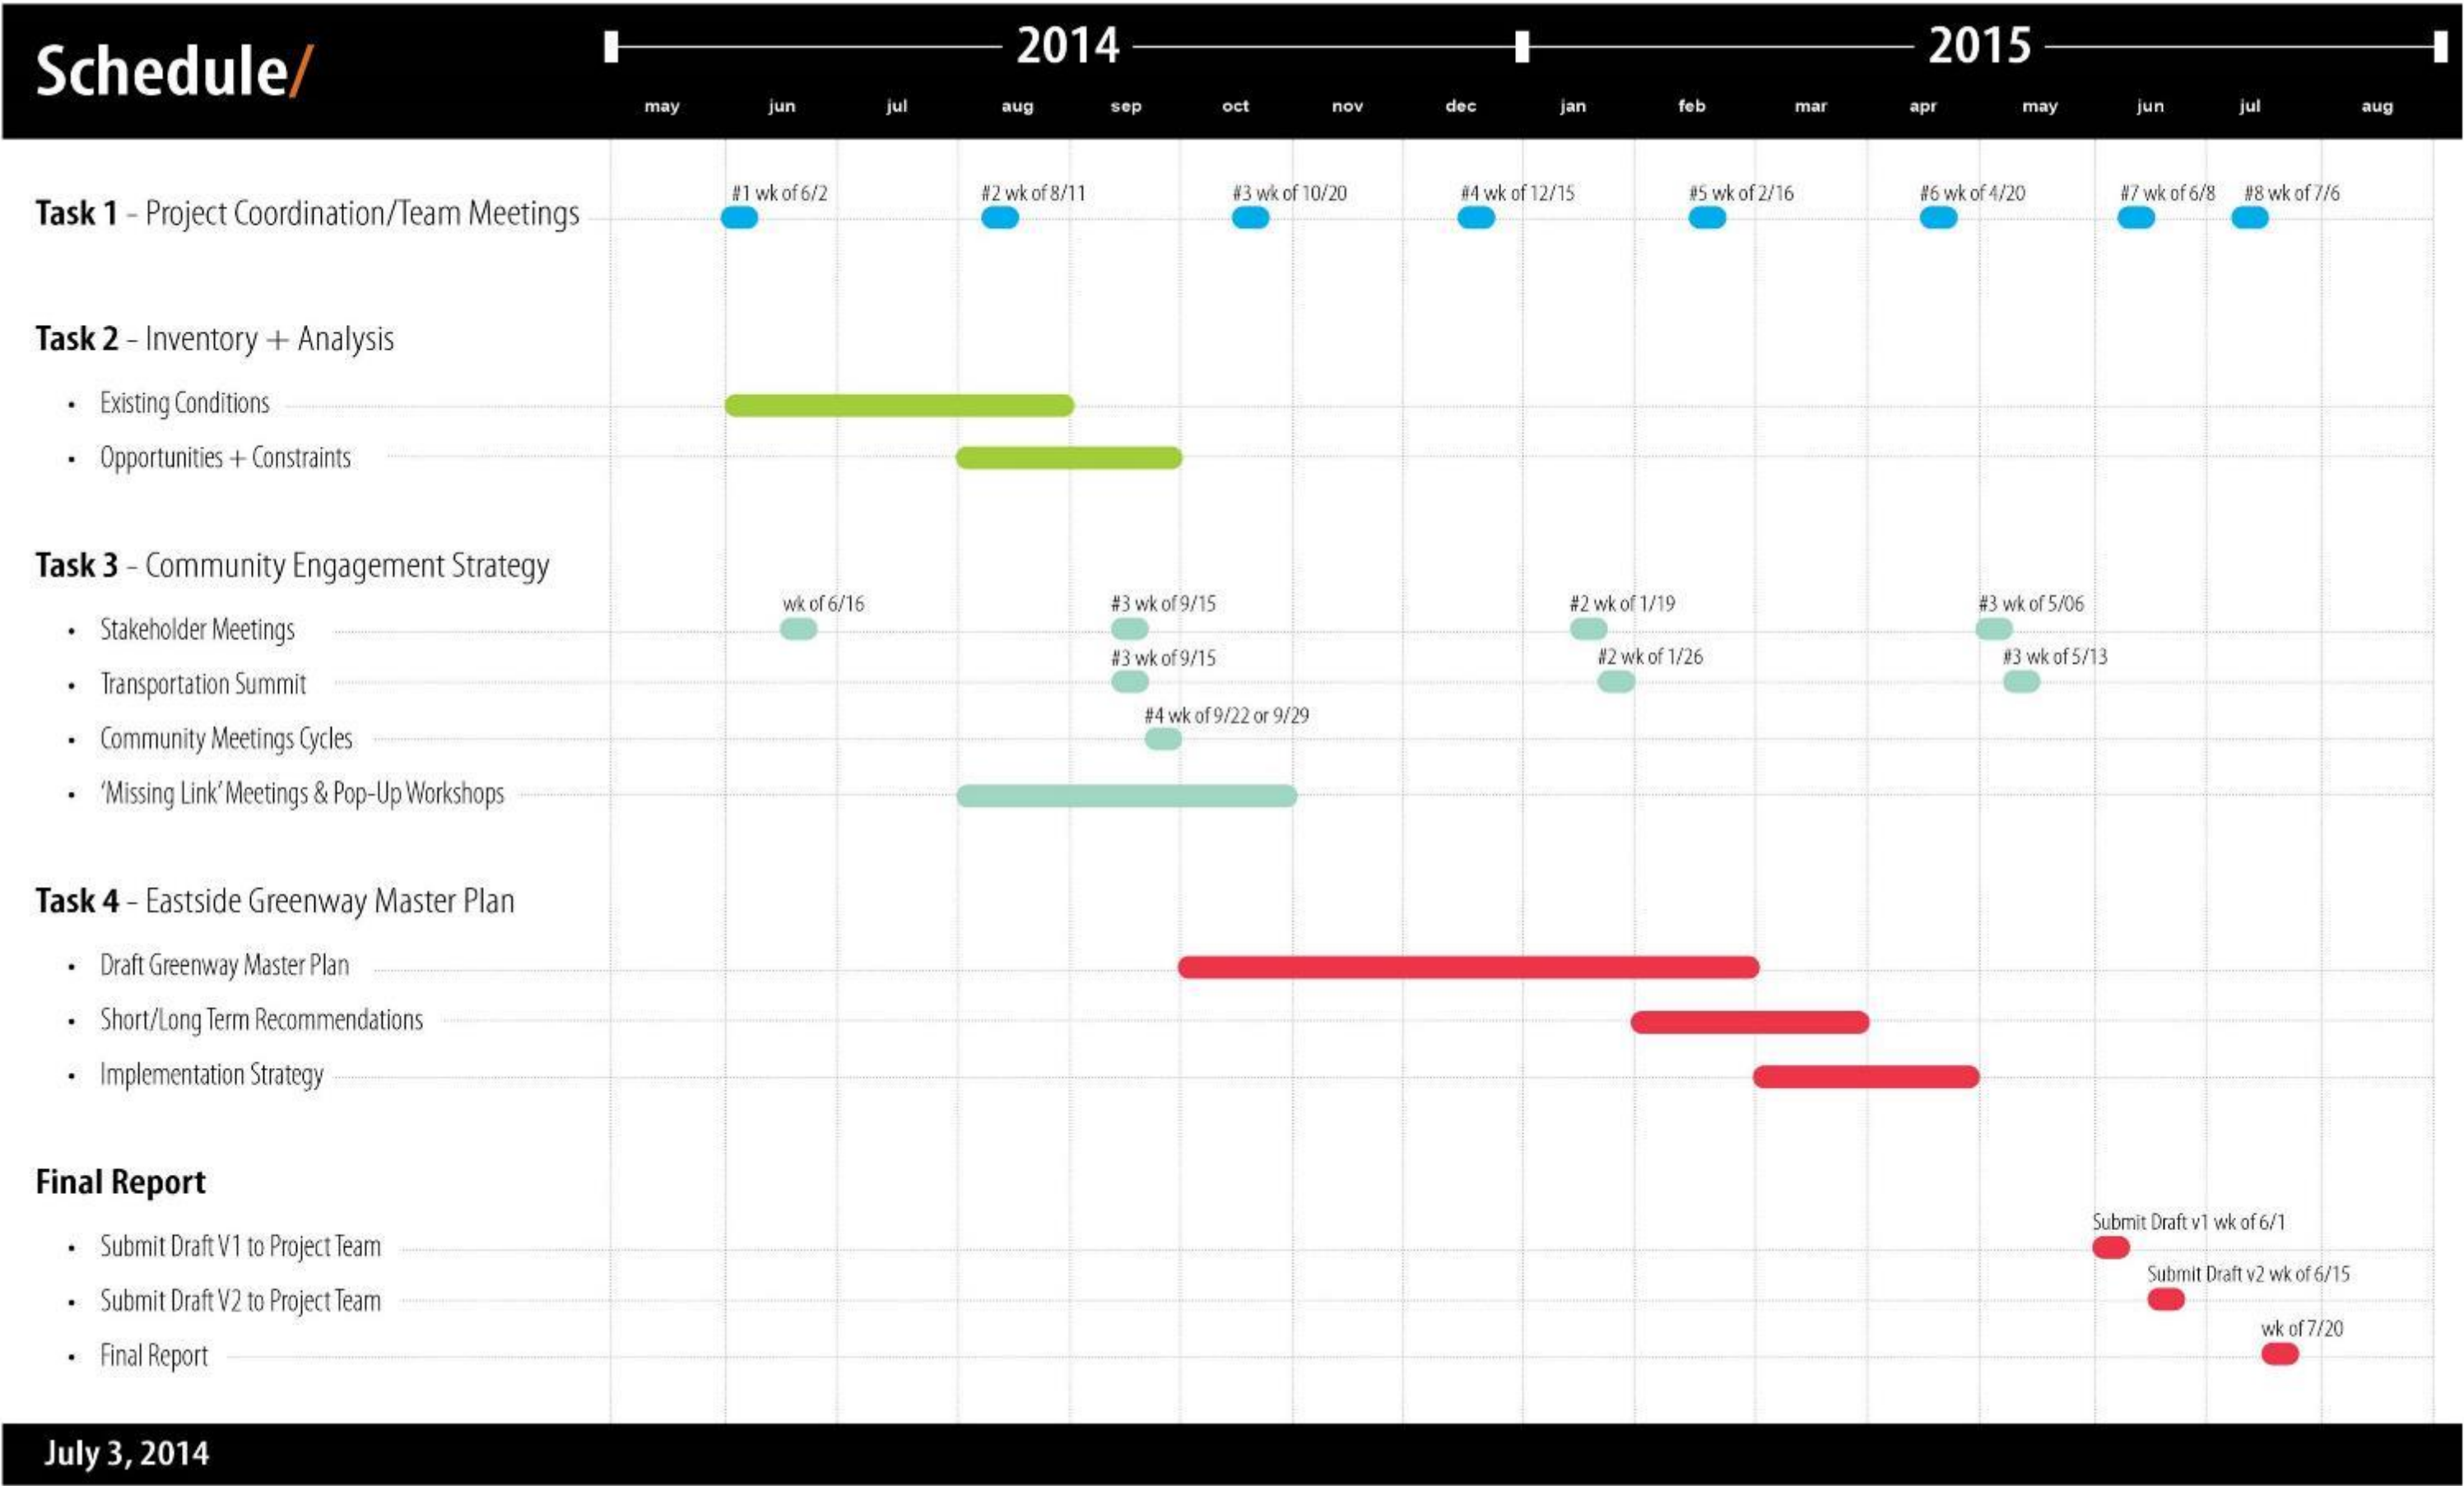 Schedule/
2014
2015
may jun jul aug sep oct nov dec jan feb mar apr may jun jul aug
#1 wk of 6/2 #2 wk of 8/11 #3 wk of 10/20 #4 wk of 12/15 #5 wk of 2/16 #6 wk of 4/20 #7 wk of 6/8 #8 wk of 7/6
Task 1 - Project Coordination/Team Meetings
Task 2 - Inventory + Analysis
• Existing Conditions
• Opportunities + Constraints
Task 3 - Community Engagement Strategy
wk of 6/16 #3 wk of 9/15 #2 wk of 1/19 #3 wk of 5/06
• Stakeholder Meetings
#3 wk of 9/15 #2 wk of 1/26 #3 wk of 5/13
• Transportation Summit
#4 wk of 9/22 or 9/29
• Community Meetings Cycles
• 'Missing Link' Meetings & Pop-Up Workshops
Task 4 - Eastside Greenway Master Plan
• Draft Greenway Master Plan
• Short/Long Term Recommendations
• Implementation Strategy
Final Report
Submit Draft v1 wk of 6/1
• Submit Draft V1 to Project Team
Submit Draft v2 wk of 6/15
• Submit Draft V2 to Project Team
wk of 7/20
• Final Report
July 3, 2014